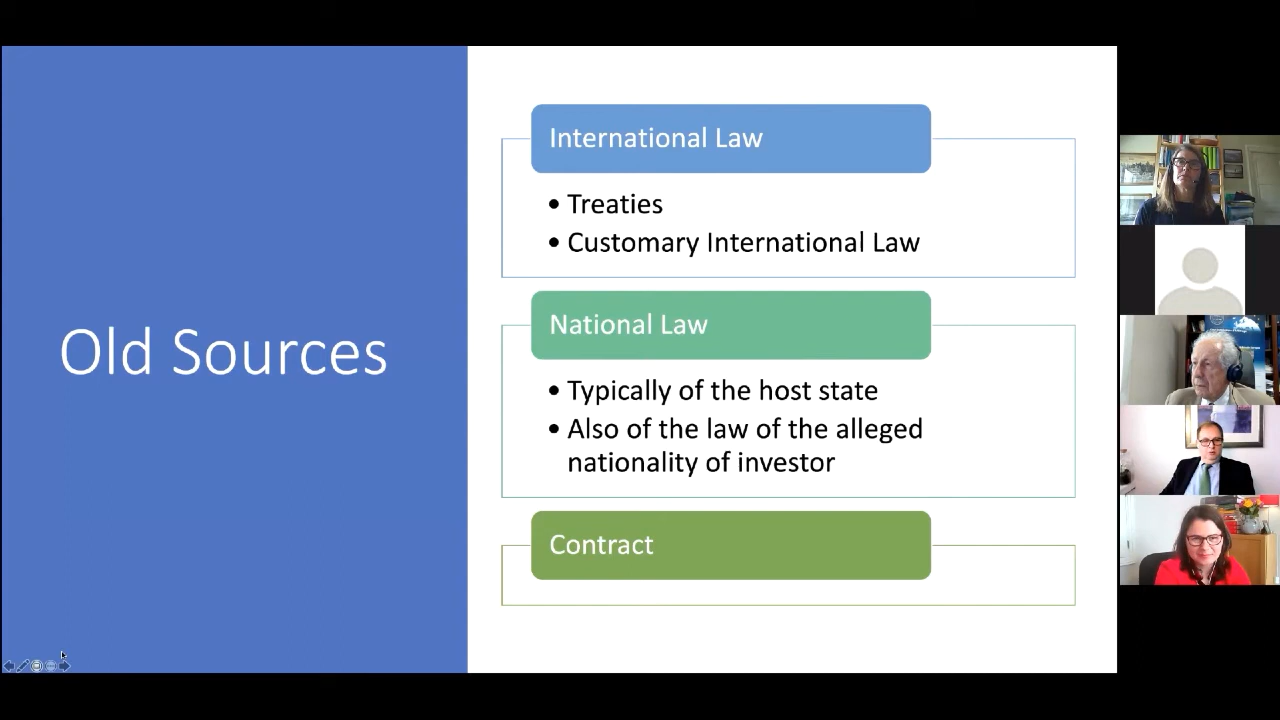 Old Sources
International Law
• Treaties
• Customary International Law
National Law
• Typically of the host state
• Also of the law of the alleged
nationality of investor
Contract